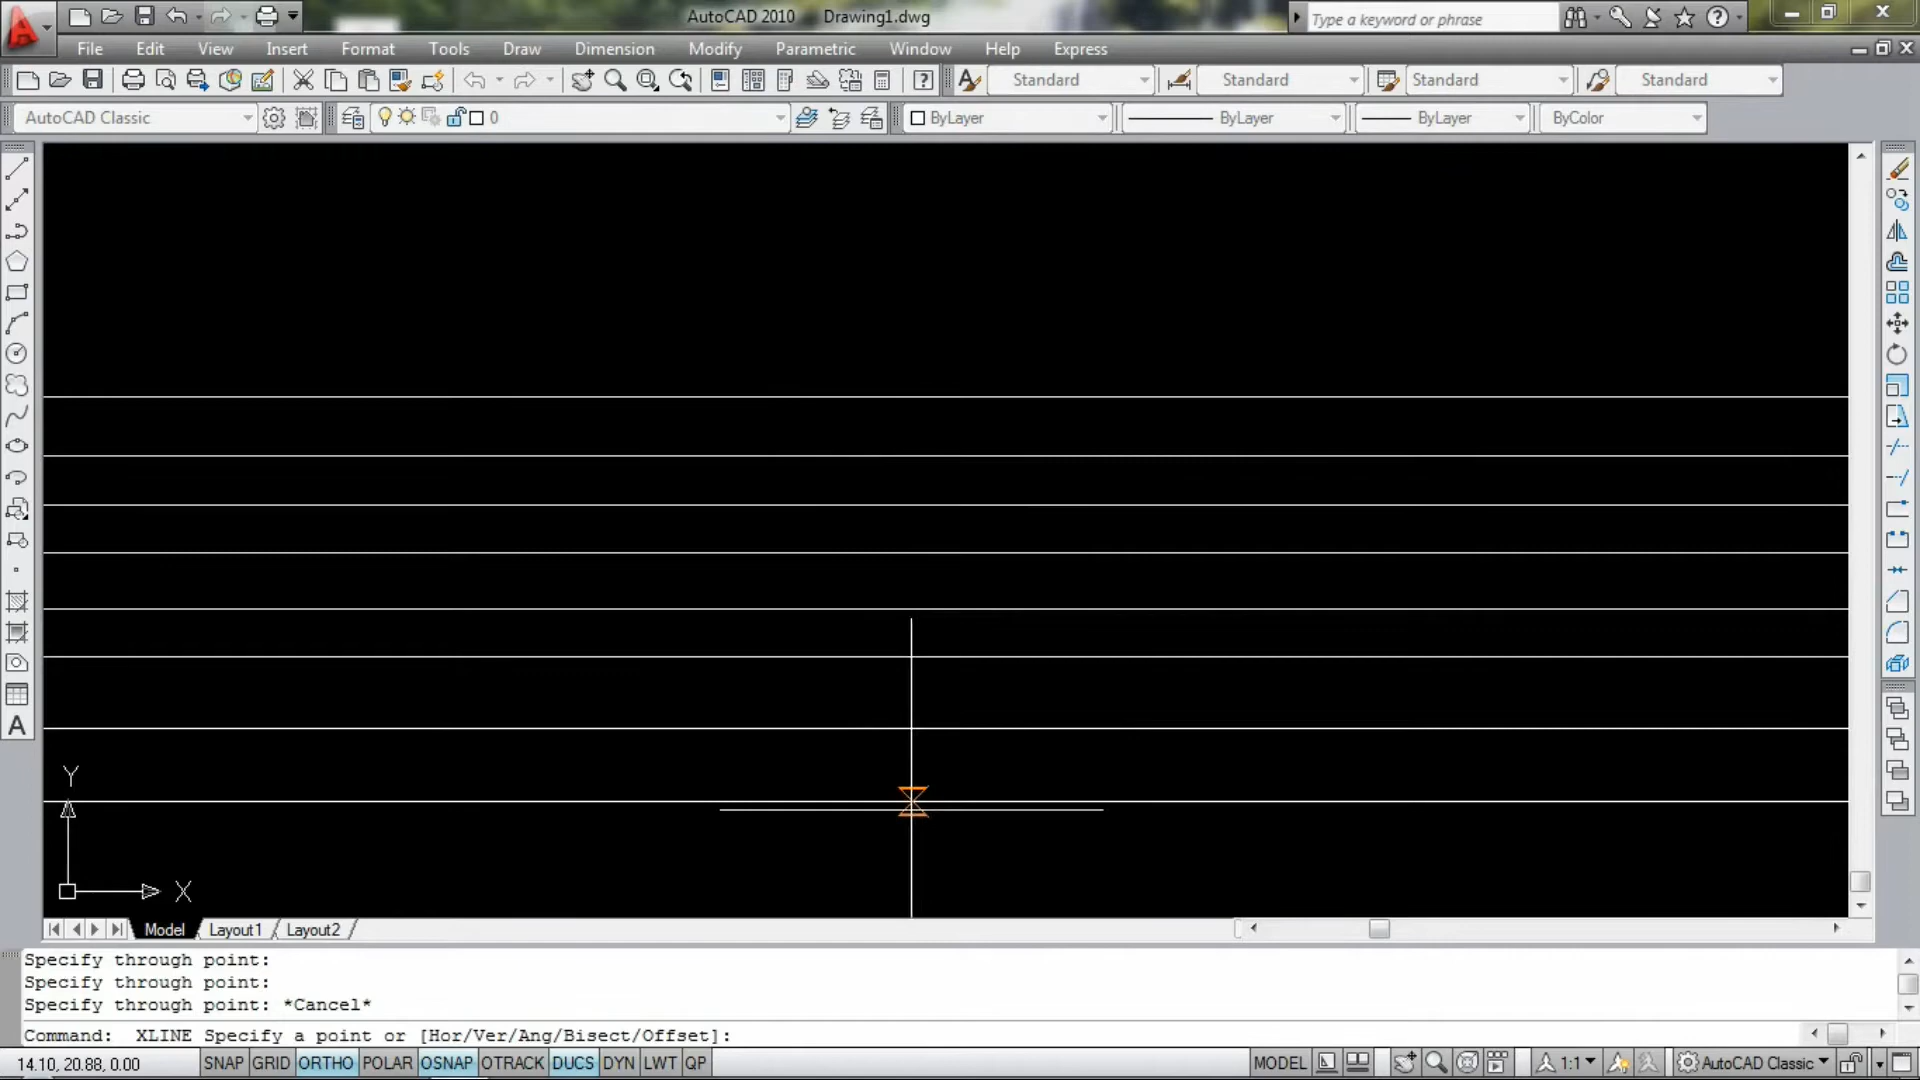 AutoCAD 2010 Drawing1.dwg
Type a keyword or phrase
File Edit View Insert Format Tools Draw Dimension Modify Parametric Window Help Express
Standard Standard Standard Standard
AutoCAD Classic 0 ByLayer ByLayer ByLayer ByColor
A
Y
X
Model Layout1 Layout2
Specify through point:
Specify through point:
Specify through point: *Cancel*
Command: XLINE Specify a point or [Hor/Ver/Ang/Bisect/Offset]:
14.10, 20.88, 0.00 SNAP GRID ORTHO POLAR OSNAP OTRACK DUCS DYN LWT QP MODEL 1:1 AutoCAD Classic